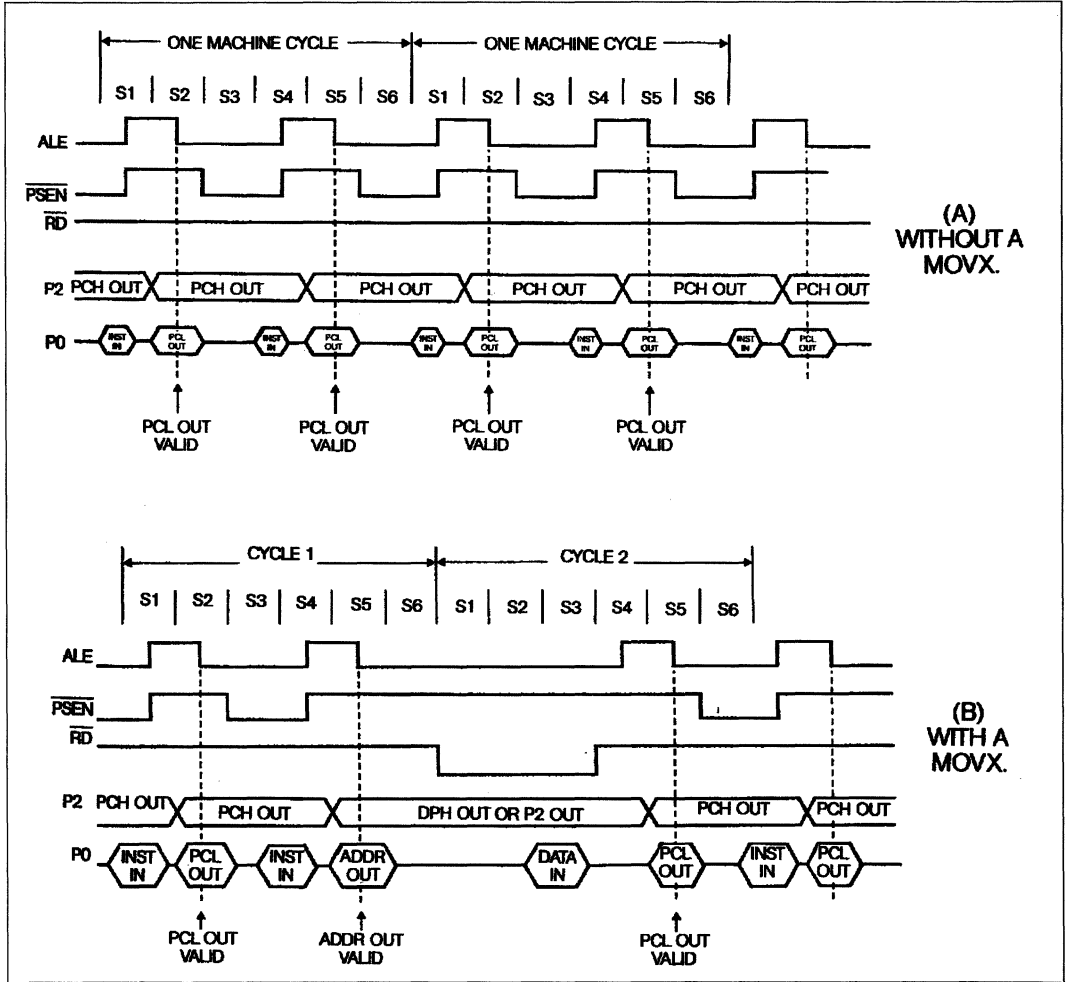 ONE MACHINE CYCLE ONE MACHINE CYCLE
S1 S2 S3 S4 S5 S6 S1 S2 S3 S4 S5 S6
ALE
PSEN
RD
(A)
WITHOUT A
MOVX.
P2 PCH OUT PCH OUT PCH OUT PCH OUT PCH OUT PCH OUT
P0 INST IN PCL OUT INST IN PCL OUT INST IN PCL OUT INST IN PCL OUT INST IN PCL OUT
PCL OUT VALID PCL OUT VALID PCL OUT VALID PCL OUT VALID
CYCLE 1 CYCLE 2
S1 S2 S3 S4 S5 S6 S1 S2 S3 S4 S5 S6
ALE
PSEN
RD
(B)
WITH A
MOVX.
P2 PCH OUT PCH OUT DPH OUT OR P2 OUT PCH OUT PCH OUT
P0 INST IN PCL OUT INST IN ADDR OUT DATA IN PCL OUT INST IN PCL OUT
PCL OUT VALID ADDR OUT VALID PCL OUT VALID